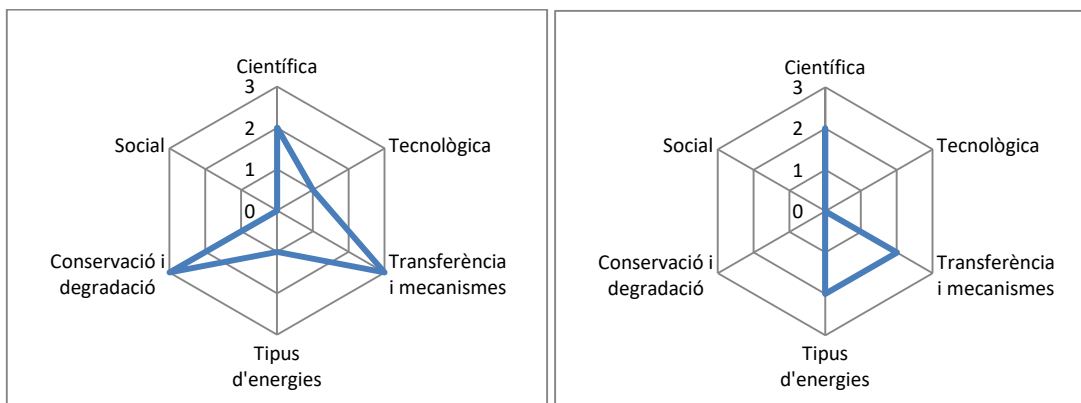 Científica
3
2
1
0
Social
Tecnològica
Conservació i
degradació
Transferència
i mecanismes
Tipus
d'energies
Científica
3
2
1
0
Social
Tecnològica
Conservació i
degradació
Transferència
i mecanismes
Tipus
d'energies